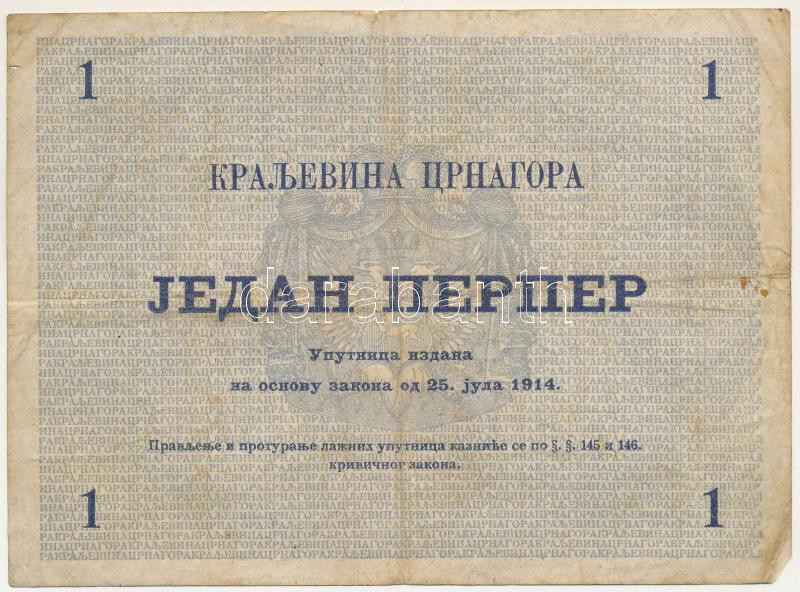 1 1
КРАЉЕВИНА ЦРНАГОРА
ЈЕДАН ПЕРПЕР
darabanth
Упутница издана
на основу закона од 25. јула 1914.
Прављење и протурање лажних упутница казниће се по §. §. 145 и 146.
кривичног закона.
1 1